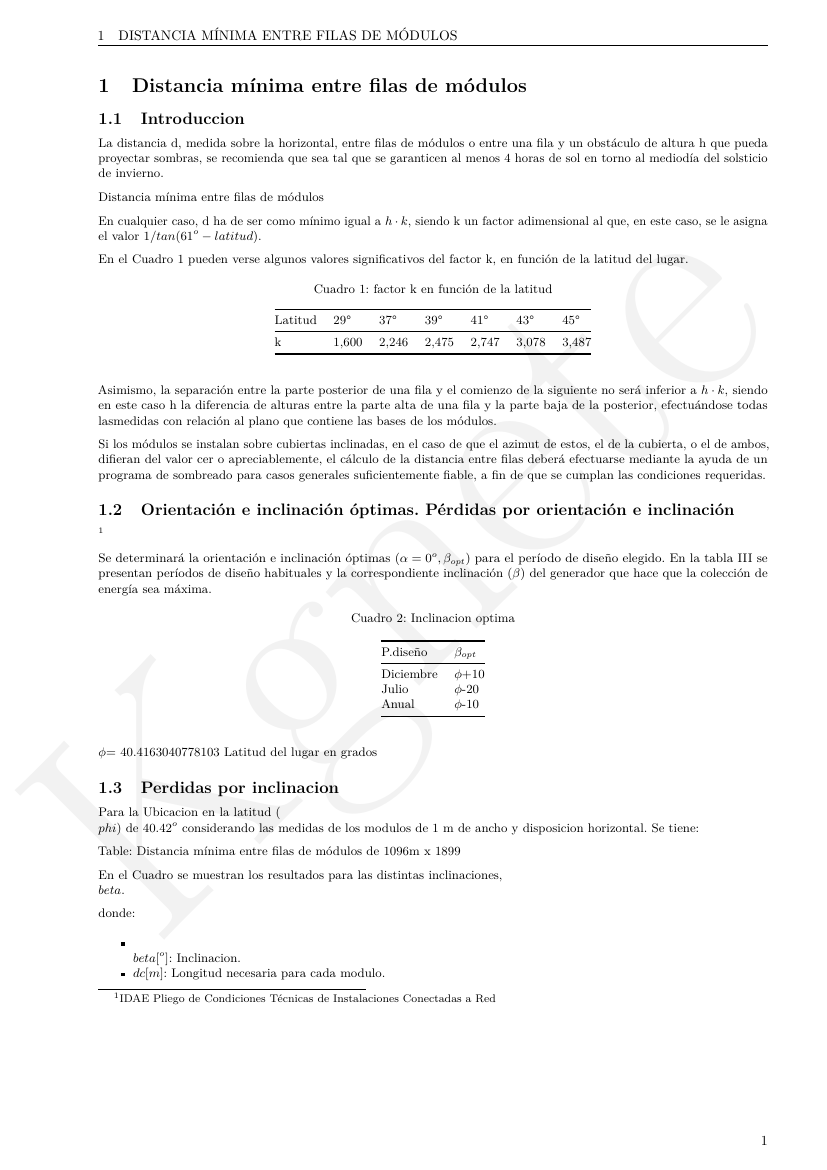 1 DISTANCIA MÍNIMA ENTRE FILAS DE MÓDULOS
1 Distancia mínima entre filas de módulos
1.1 Introduccion
La distancia d, medida sobre la horizontal, entre filas de módulos o entre una fila y un obstáculo de altura h que pueda
proyectar sombras, se recomienda que sea tal que se garanticen al menos 4 horas de sol en torno al mediodía del solsticio
de invierno.
Distancia mínima entre filas de módulos
En cualquier caso, d ha de ser como mínimo igual a h · k, siendo k un factor adimensional al que, en este caso, se le asigna
el valor 1/tan(61° − latitud).
En el Cuadro 1 pueden verse algunos valores significativos del factor k, en función de la latitud del lugar.
Cuadro 1: factor k en función de la latitud
Latitud 29° 37° 39° 41° 43° 45°
k 1,600 2,246 2,475 2,747 3,078 3,487
Asimismo, la separación entre la parte posterior de una fila y el comienzo de la siguiente no será inferior a h · k, siendo
en este caso h la diferencia de alturas entre la parte alta de una fila y la parte baja de la posterior, efectuándose todas
lasmedidas con relación al plano que contiene las bases de los módulos.
Si los módulos se instalan sobre cubiertas inclinadas, en el caso de que el azimut de estos, el de la cubierta, o el de ambos,
difieran del valor cer o apreciablemente, el cálculo de la distancia entre filas deberá efectuarse mediante la ayuda de un
programa de sombreado para casos generales suficientemente fiable, a fin de que se cumplan las condiciones requeridas.
1.2 Orientación e inclinación óptimas. Pérdidas por orientación e inclinación
1
Se determinará la orientación e inclinación óptimas (α = 0°, βopt) para el período de diseño elegido. En la tabla III se
presentan períodos de diseño habituales y la correspondiente inclinación (β) del generador que hace que la colección de
energía sea máxima.
Cuadro 2: Inclinacion optima
P.diseño βopt
Diciembre ϕ+10
Julio ϕ-20
Anual ϕ-10
ϕ= 40.4163040778103 Latitud del lugar en grados
1.3 Perdidas por inclinacion
Para la Ubicacion en la latitud (
phi) de 40.42° considerando las medidas de los modulos de 1 m de ancho y disposicion horizontal. Se tiene:
Table: Distancia mínima entre filas de módulos de 1096m x 1899
En el Cuadro se muestran los resultados para las distintas inclinaciones,
beta.
donde:
▪
beta[°]: Inclinacion.
▪ dc[m]: Longitud necesaria para cada modulo.
1IDAE Pliego de Condiciones Técnicas de Instalaciones Conectadas a Red
1
Kgnete